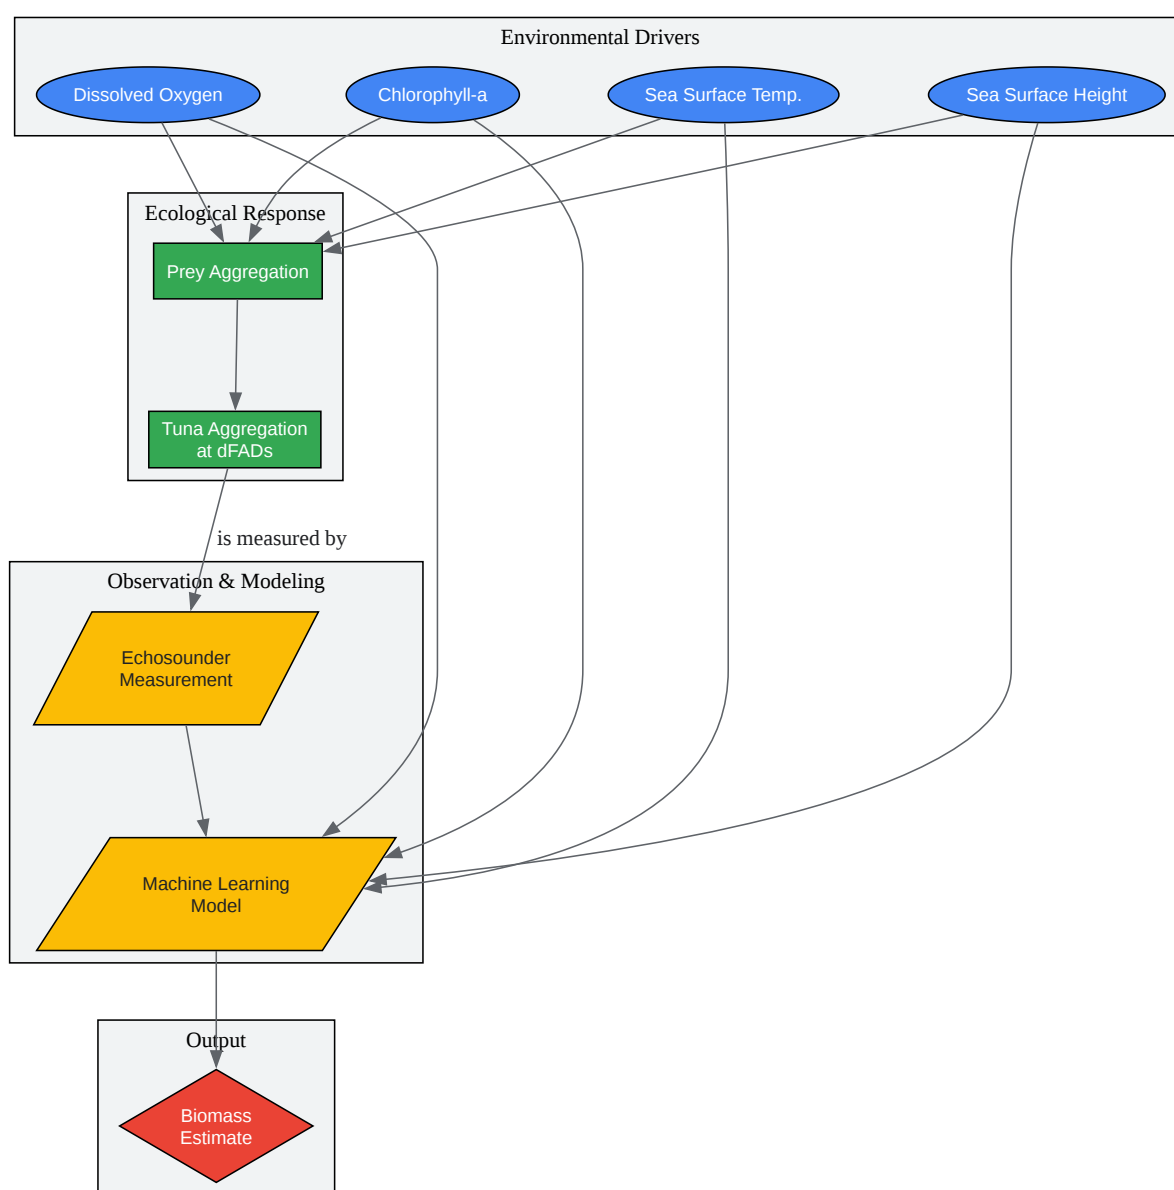 Environmental Drivers
Dissolved Oxygen
Chlorophyll-a
Sea Surface Temp.
Sea Surface Height
Ecological Response
Prey Aggregation
Tuna Aggregation
at dFADs
is measured by
Observation & Modeling
Echosounder
Measurement
Machine Learning
Model
Output
Biomass
Estimate